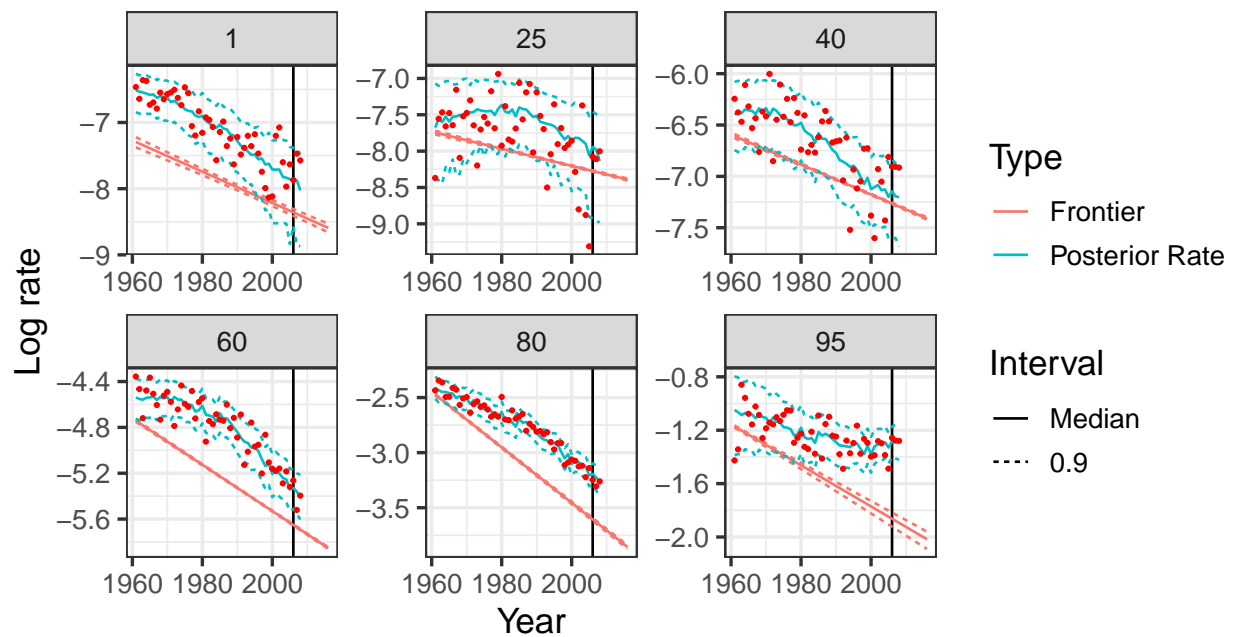 1 25 40
−7 −8 −9
−7.0 −7.5 −8.0 −8.5 −9.0
−6.0 −6.5 −7.0 −7.5
1960 1980 2000 1960 1980 2000 1960 1980 2000
60 80 95
−4.4 −4.8 −5.2 −5.6
−2.5 −3.0 −3.5
−0.8 −1.2 −1.6 −2.0
1960 1980 2000 1960 1980 2000 1960 1980 2000
Year
Log rate
Type
Frontier
Posterior Rate
Interval
Median
0.9